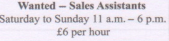 Wanted – Sales Assistants
Saturday to Sunday 11 a.m. – 6 p.m.
£6 per hour